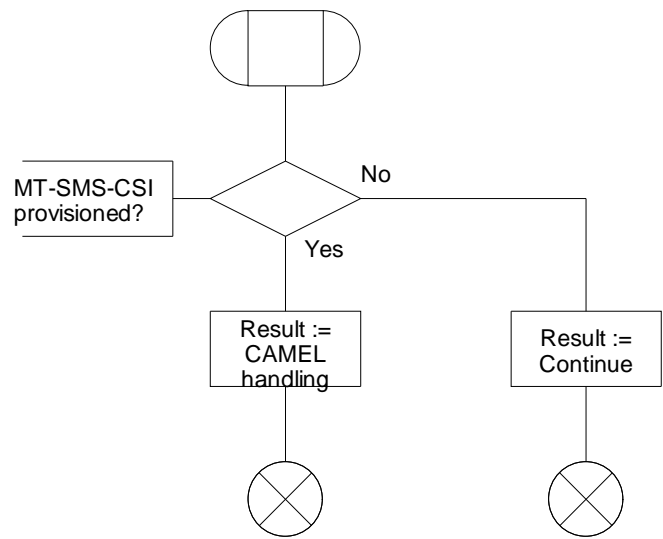 MT-SMS-CSI
provisioned?
No
Yes
Result :=
CAMEL
handling
Result :=
Continue